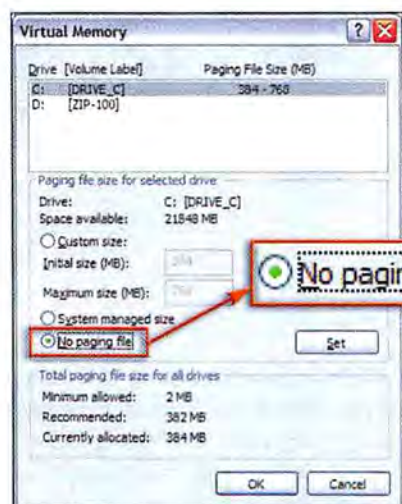 Virtual Memory
Drive [Volume Label] Paging File Size (MB)
C: [DRIVE_C] 384 - 768
D: [ZIP-100]
Paging file size for selected drive
Drive: C: [DRIVE_C]
Space available: 21848 MB
Custom size:
Initial size (MB): 384
Maximum size (MB): 768
System managed size
No paging file
No pagin
Set
Total paging file size for all drives
Minimum allowed: 2 MB
Recommended: 382 MB
Currently allocated: 384 MB
OK Cancel